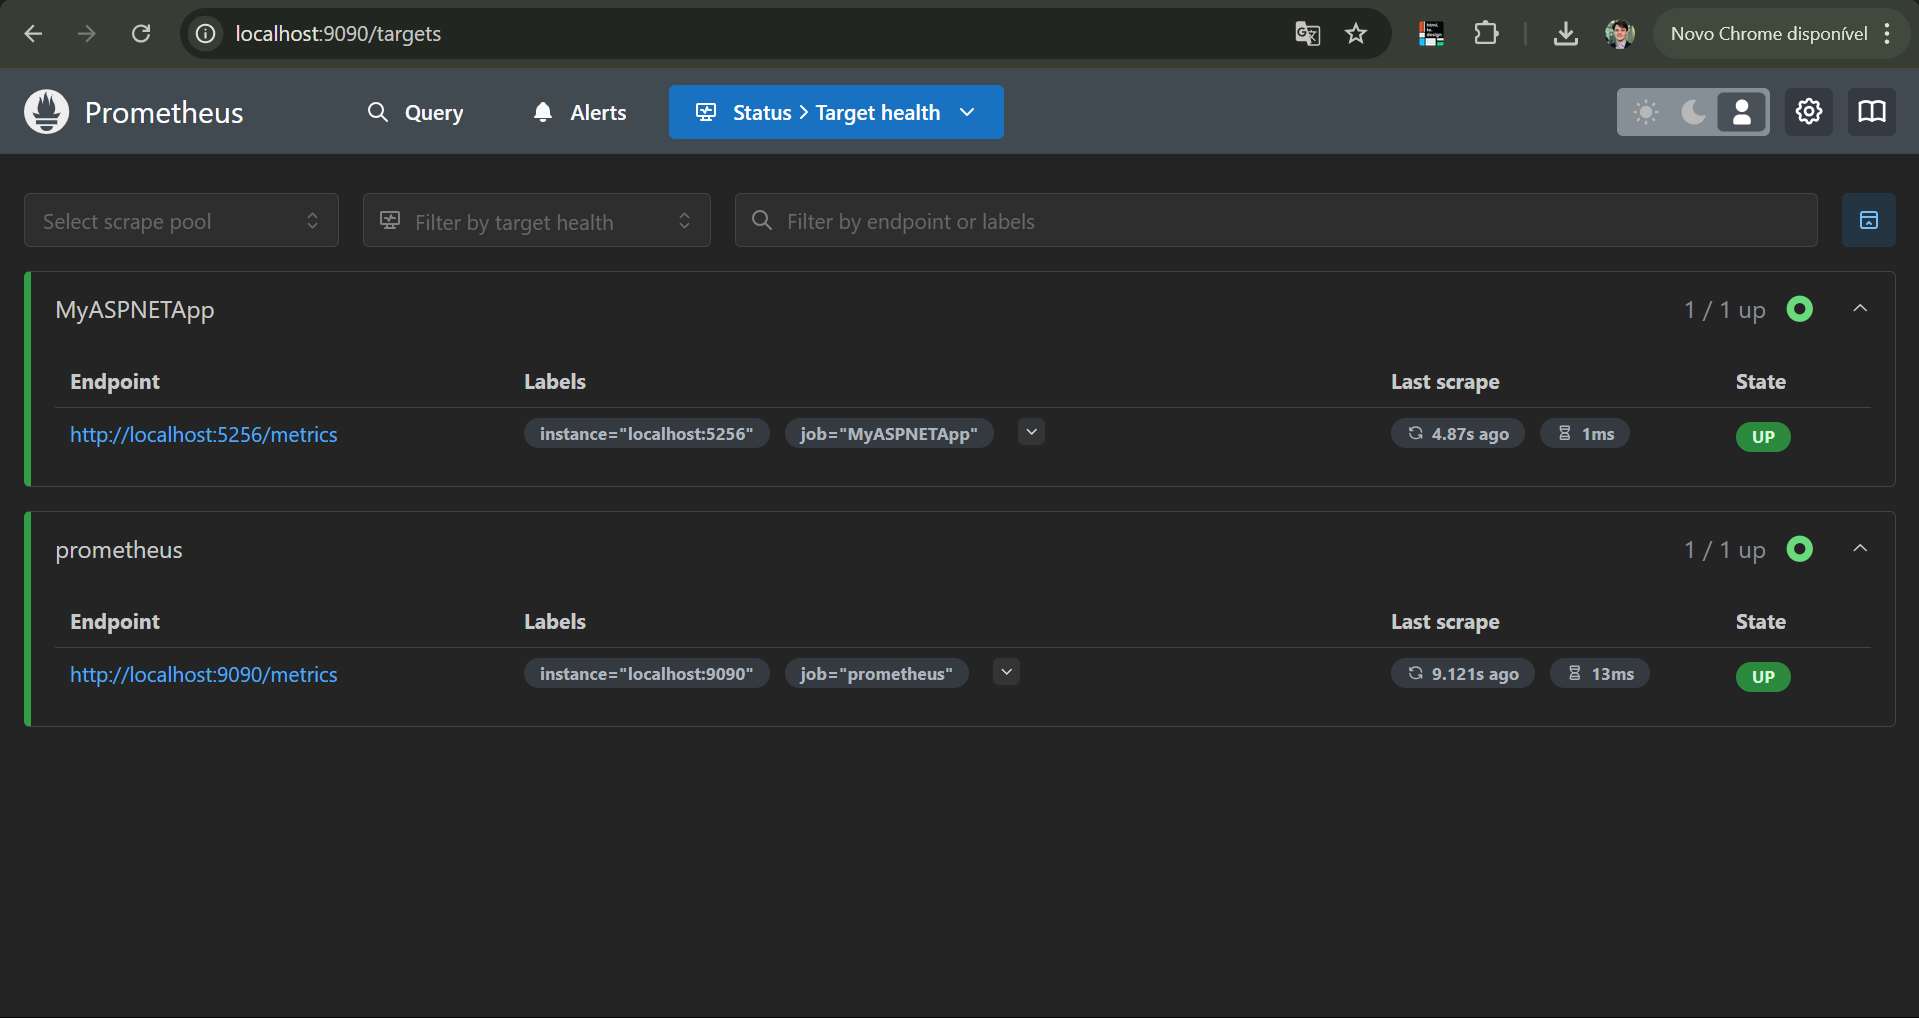 localhost:9090/targets
Novo Chrome disponível
Prometheus
Query
Alerts
Status > Target health
Select scrape pool
Filter by target health
Filter by endpoint or labels
MyASPNETApp
1 / 1 up
Endpoint Labels Last scrape State
http://localhost:5256/metrics instance="localhost:5256" job="MyASPNETApp" 4.87s ago 1ms UP
prometheus
1 / 1 up
Endpoint Labels Last scrape State
http://localhost:9090/metrics instance="localhost:9090" job="prometheus" 9.121s ago 13ms UP